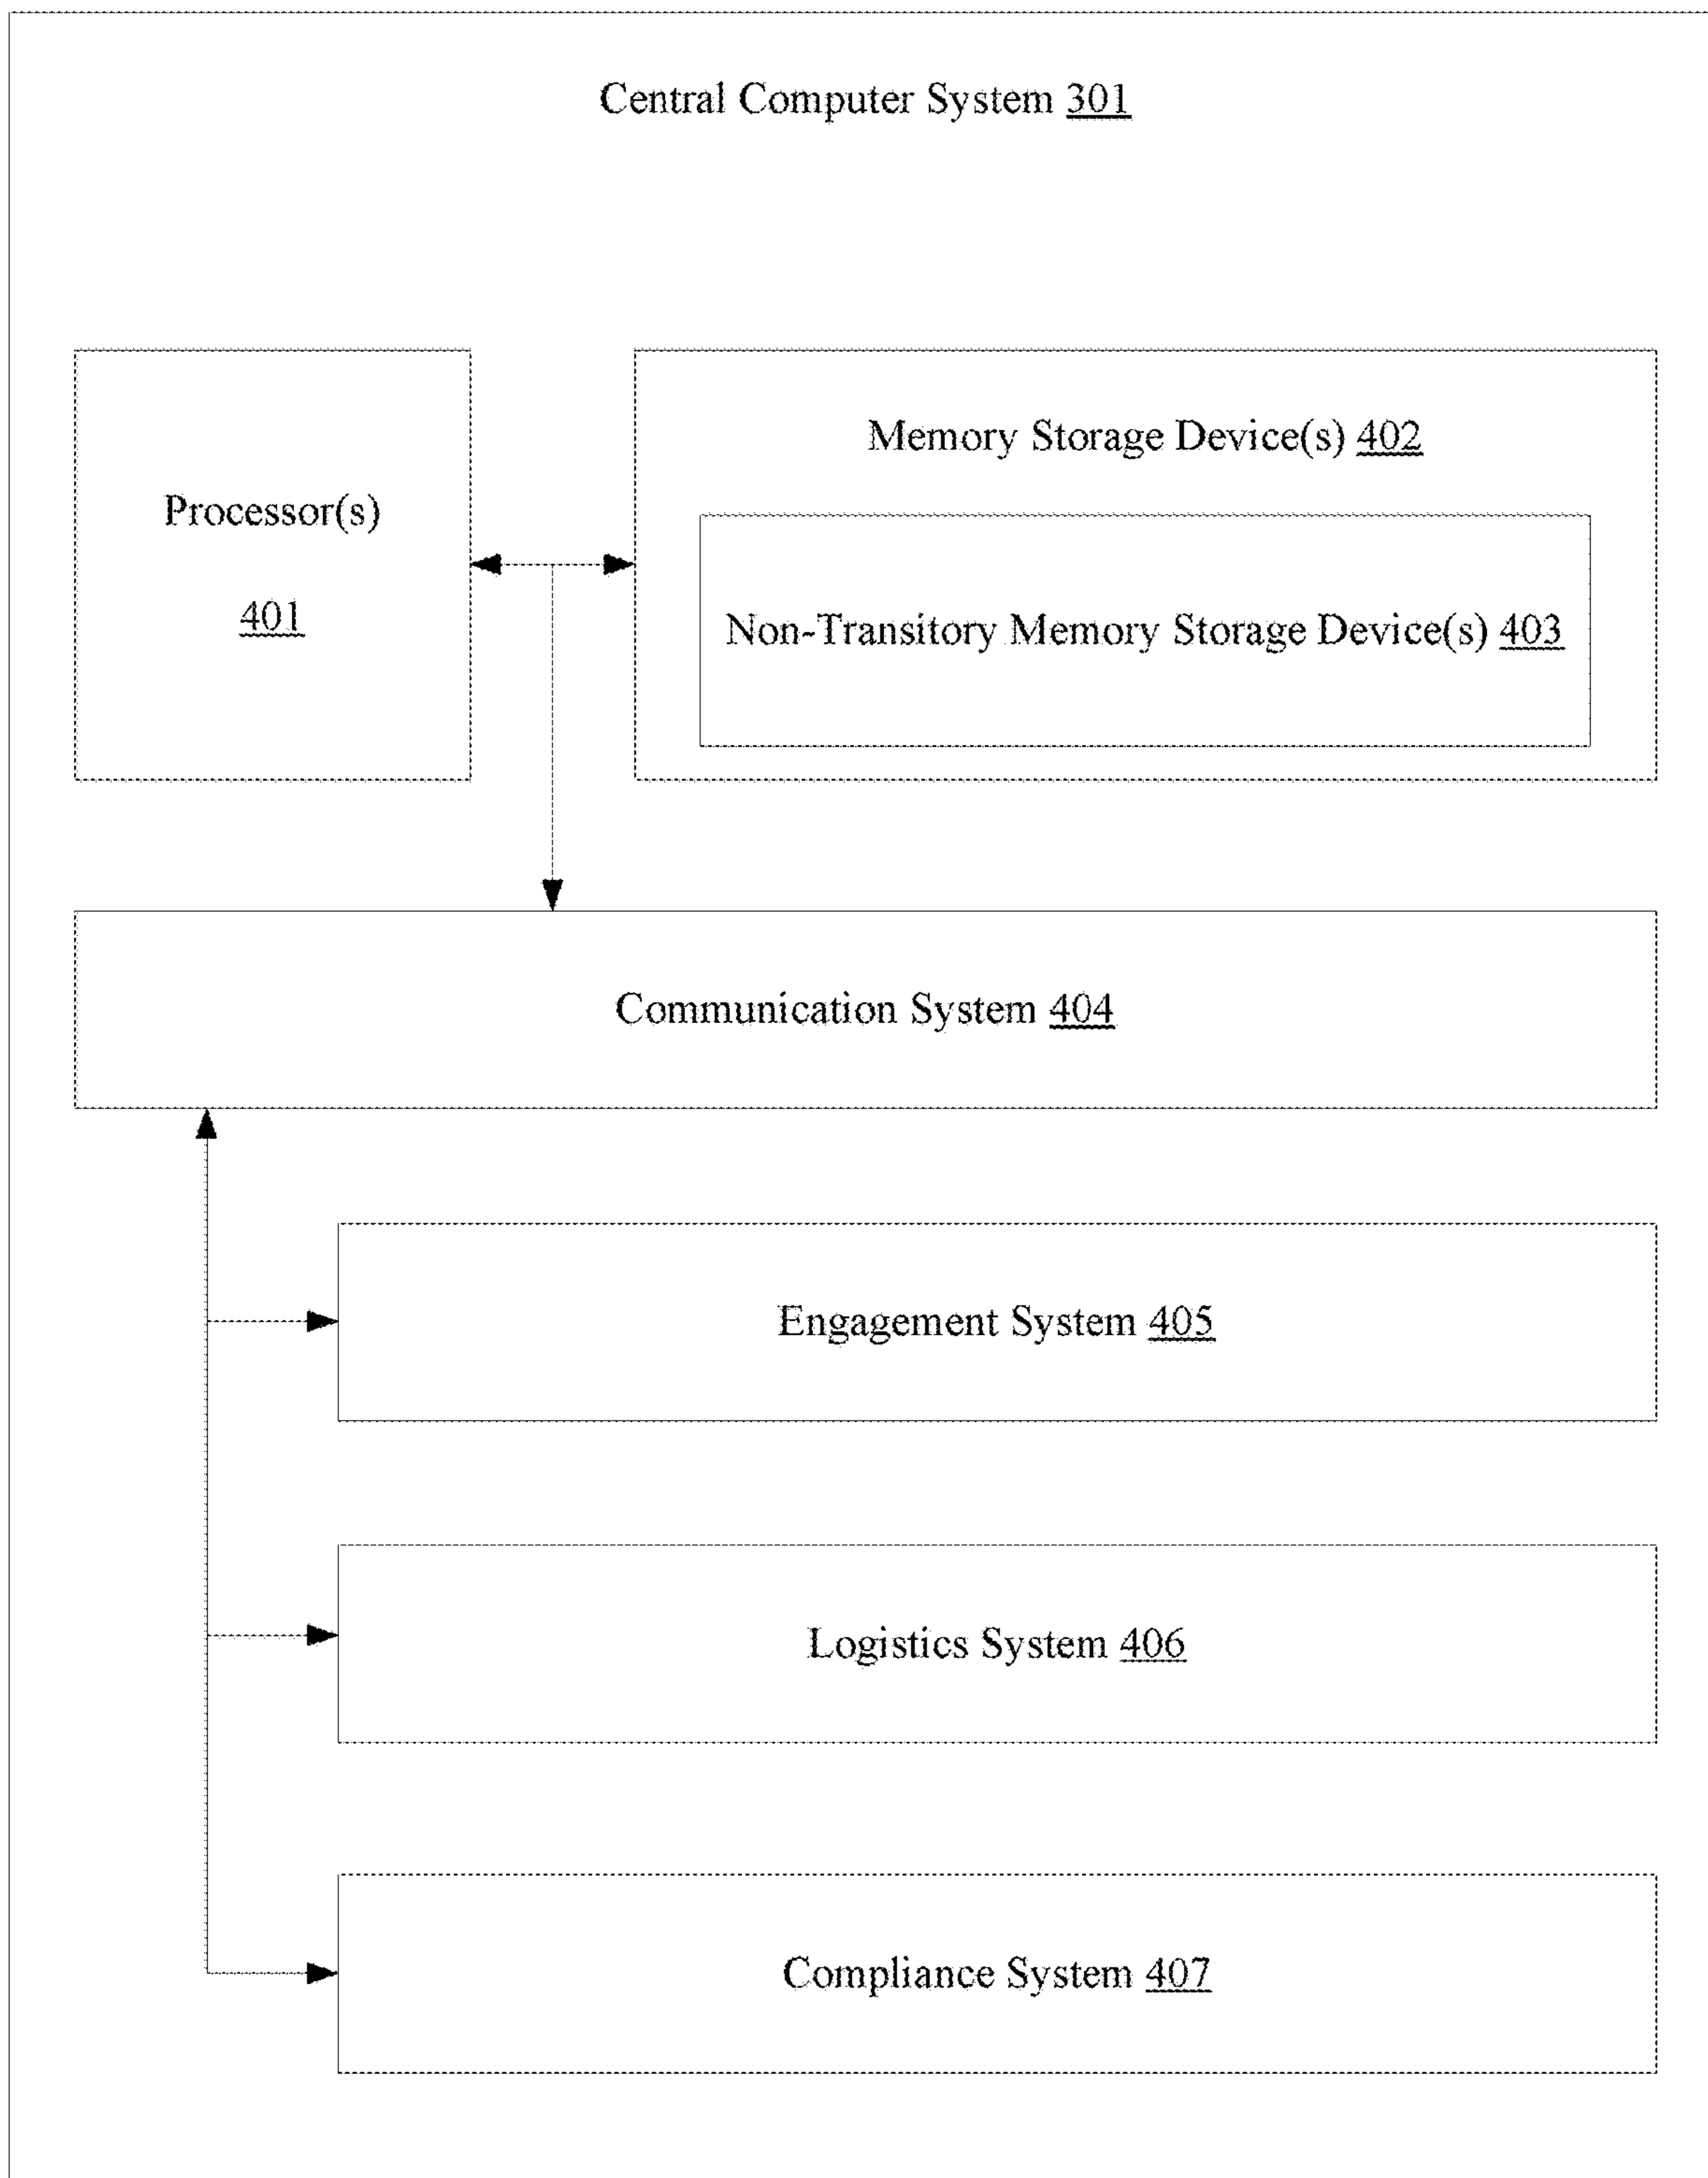 Central Computer System 301
Processor(s)
401
Memory Storage Device(s) 402
Non-Transitory Memory Storage Device(s) 403
Communication System 404
Engagement System 405
Logistics System 406
Compliance System 407